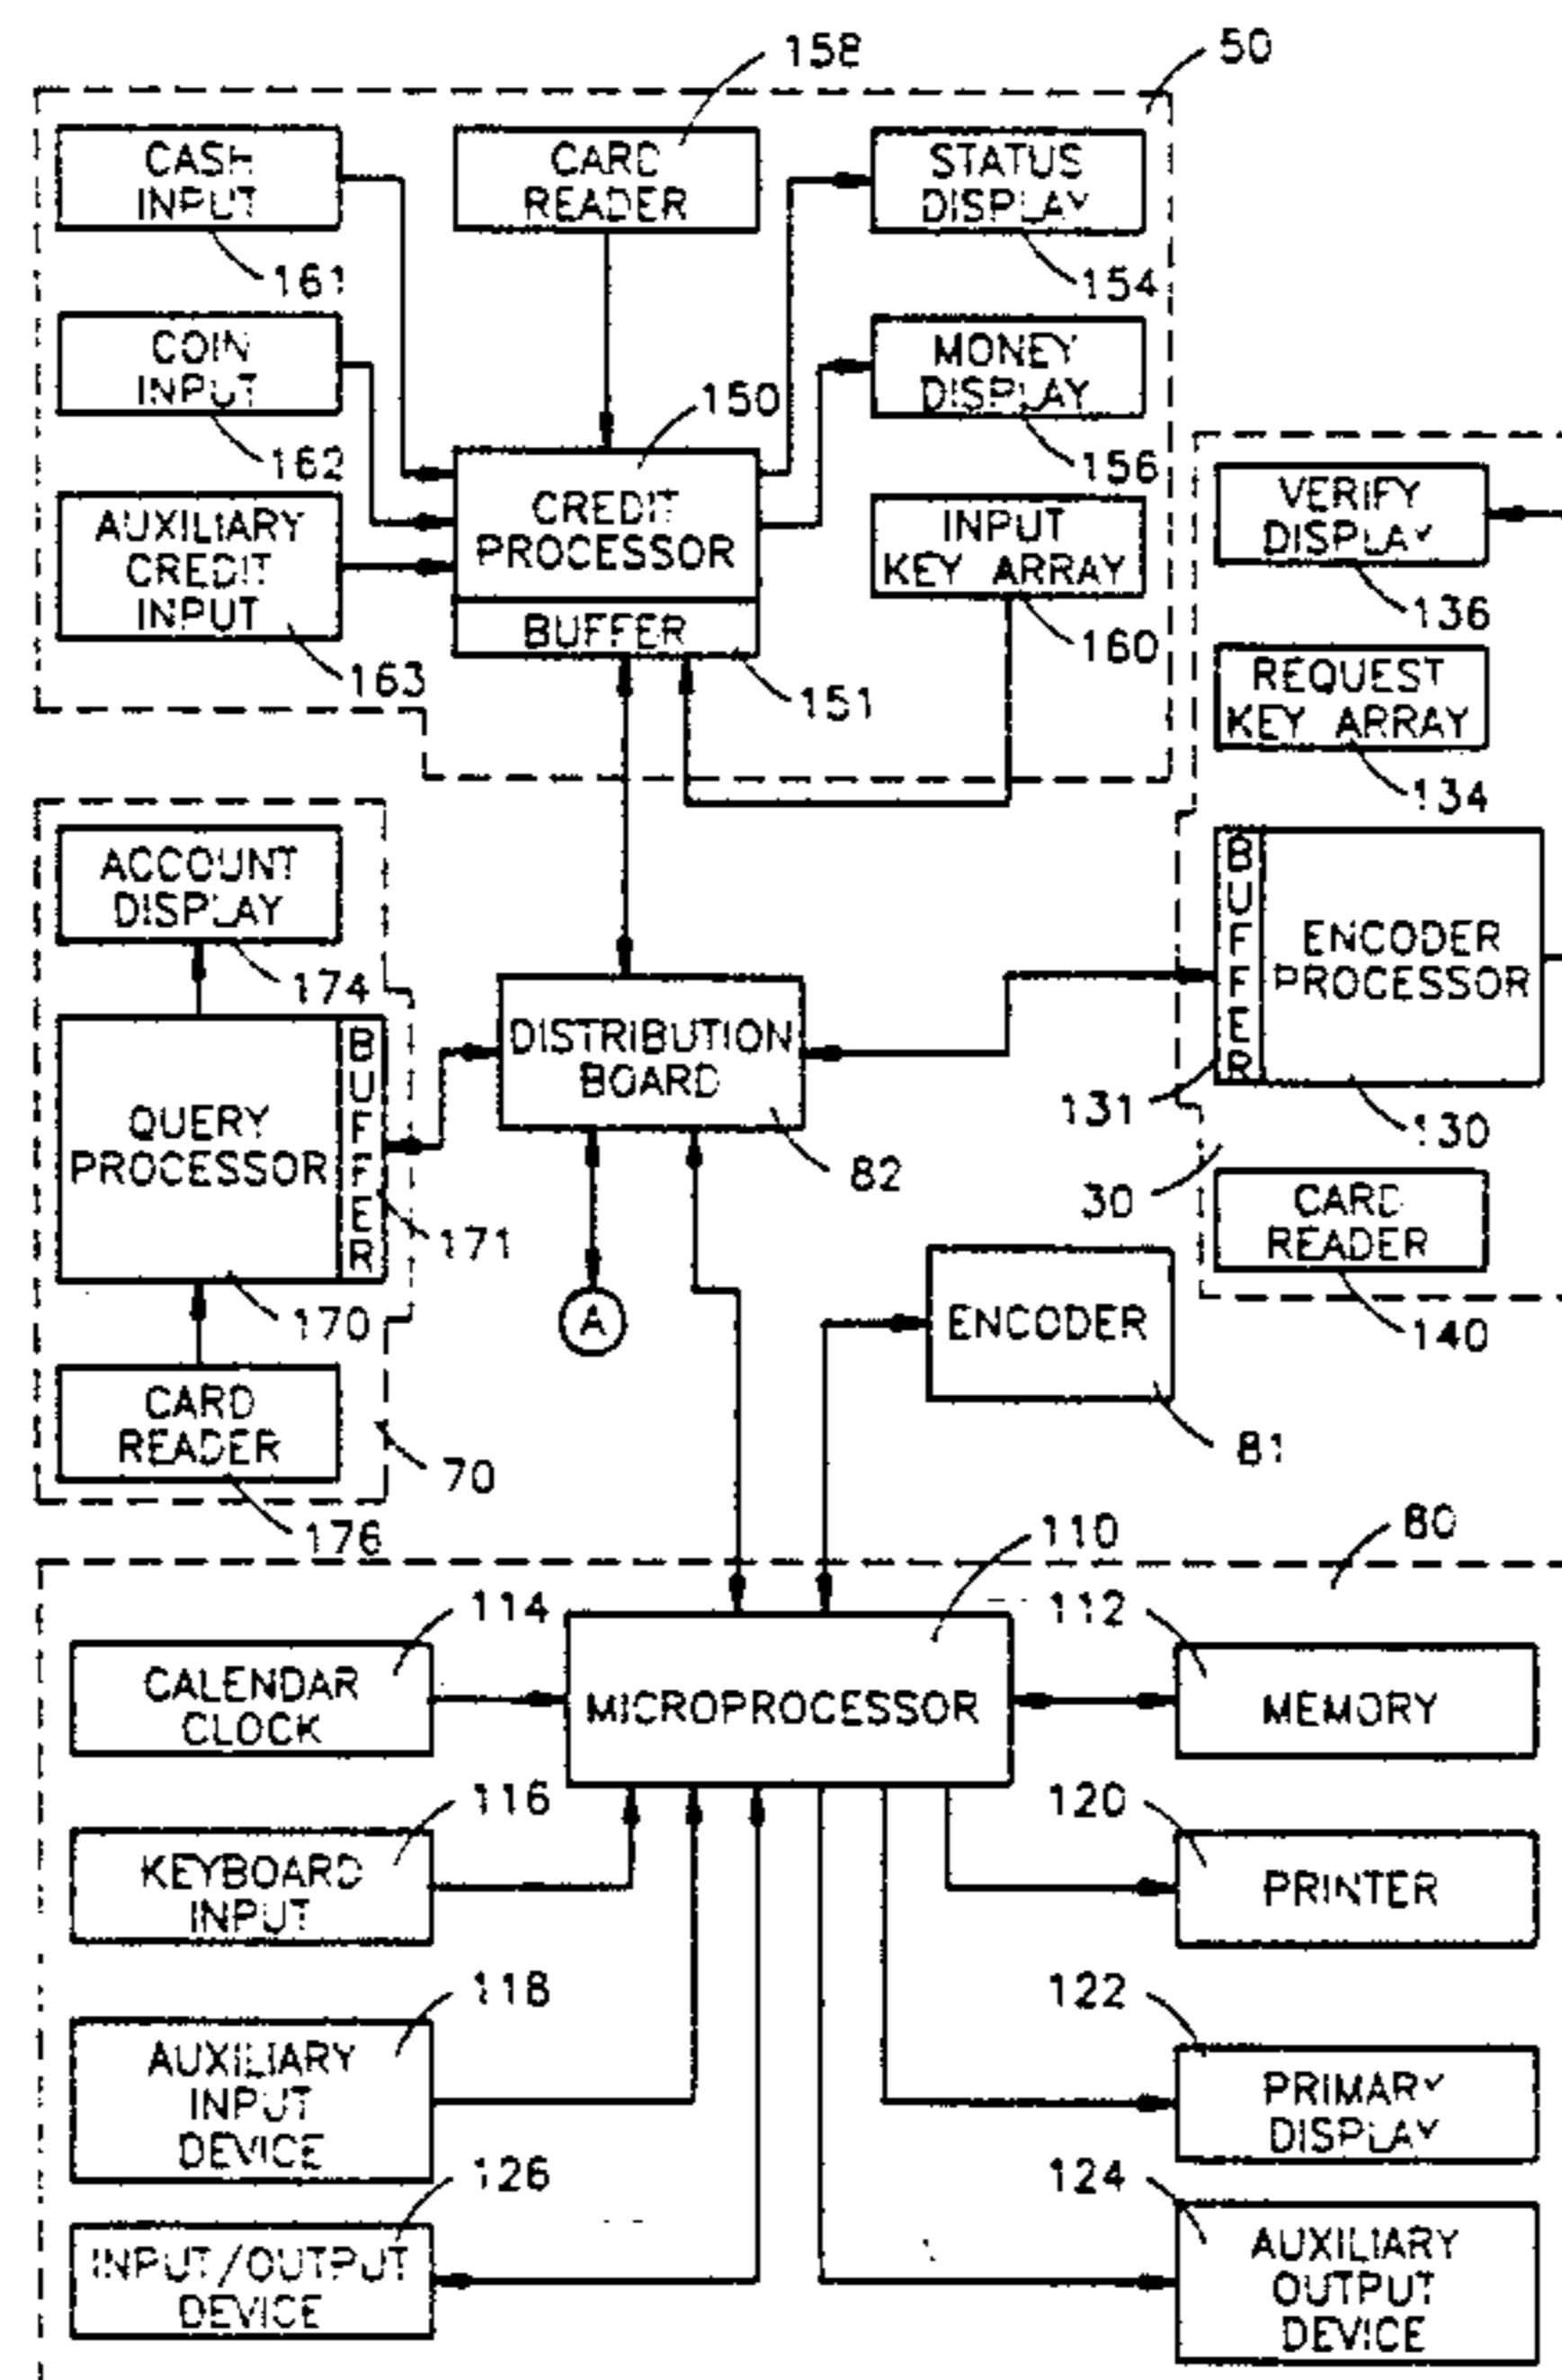 158
50
CASH
INPUT
161
CARD
READER
STATUS
DISPLAY
154
COIN
INPUT
162
MONEY
DISPLAY
156
150
CREDIT
PROCESSOR
BUFFER
151
AUXILIARY
CREDIT
INPUT
163
INPUT
KEY ARRAY
160
VERIFY
DISPLAY
136
REQUEST
KEY ARRAY
134
BUFFER
ENCODER
PROCESSOR
131
130
30
CARD
READER
140
ACCOUNT
DISPLAY
174
QUERY
PROCESSOR
BUFFER
171
170
CARD
READER
176
70
DISTRIBUTION
BOARD
82
A
ENCODER
81
80
110
MICROPROCESSOR
114
CALENDAR
CLOCK
112
MEMORY
116
KEYBOARD
INPUT
120
PRINTER
118
AUXILIARY
INPUT
DEVICE
122
PRIMARY
DISPLAY
126
INPUT/OUTPUT
DEVICE
124
AUXILIARY
OUTPUT
DEVICE